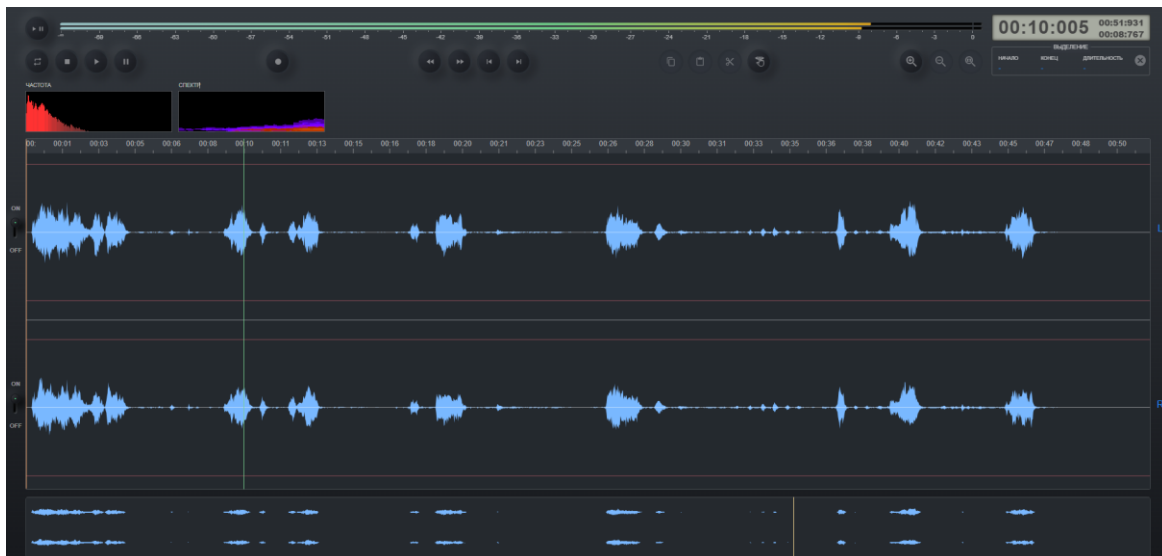 00:10:005 00:51:931
00:08:767
-∞ -69 -66 -63 -60 -57 -54 -51 -48 -45 -42 -39 -36 -35 -30 -27 -24 -21 -18 -15 -12 -9 -6 -3 0
ВЫДЕЛЕНИЕ
НАЧАЛО КОНЕЦ ДЛИТЕЛЬНОСТЬ
- - -
ЧАСТОТА СПЕКТР
00: 00:01 00:03 00:05 00:06 00:08 00:10 00:11 00:13 00:15 00:16 00:18 00:20 00:21 00:23 00:25 00:26 00:28 00:30 00:31 00:33 00:35 00:36 00:38 00:40 00:42 00:43 00:45 00:47 00:48 00:50
ON
L
OFF
ON
R
OFF